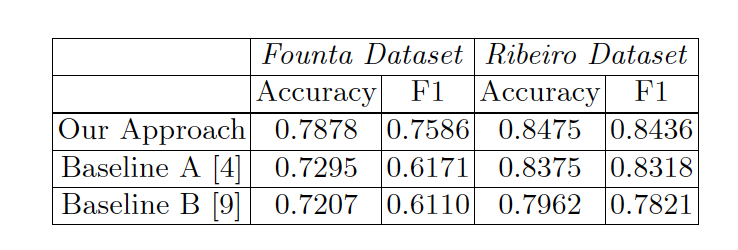 Founta Dataset Ribeiro Dataset
Accuracy F1 Accuracy F1
Our Approach 0.7878 0.7586 0.8475 0.8436
Baseline A [4] 0.7295 0.6171 0.8375 0.8318
Baseline B [9] 0.7207 0.6110 0.7962 0.7821